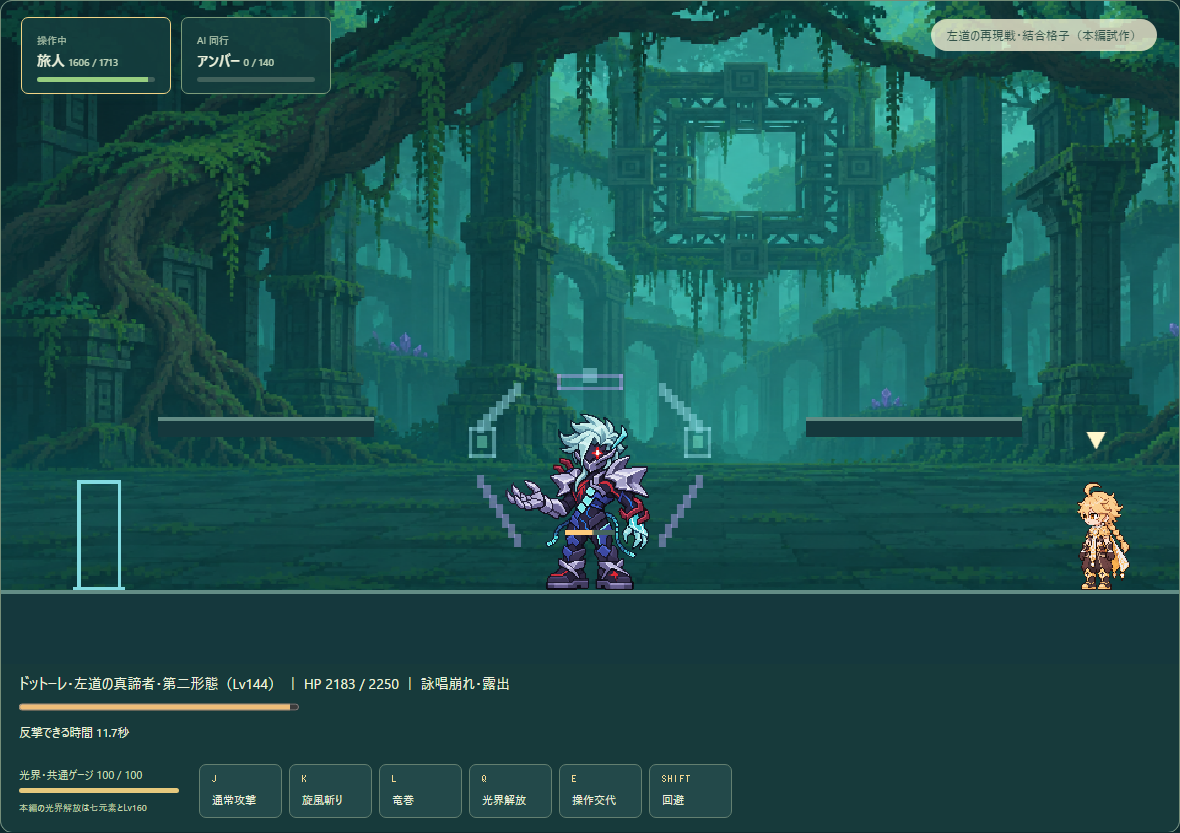 操作中
旅人 1606 / 1713
AI 同行
アンバー 0 / 140
左道の再現戦・結合格子（本編試作）
ドットーレ・左道の真諦者・第二形態（Lv144） | HP 2183 / 2250 | 詠唱崩れ・露出
反撃できる時間 11.7秒
光界・共通ゲージ 100 / 100
本編の光界解放は七元素とLv160
J
通常攻撃
K
旋風斬り
L
竜巻
Q
光界解放
E
操作交代
SHIFT
回避